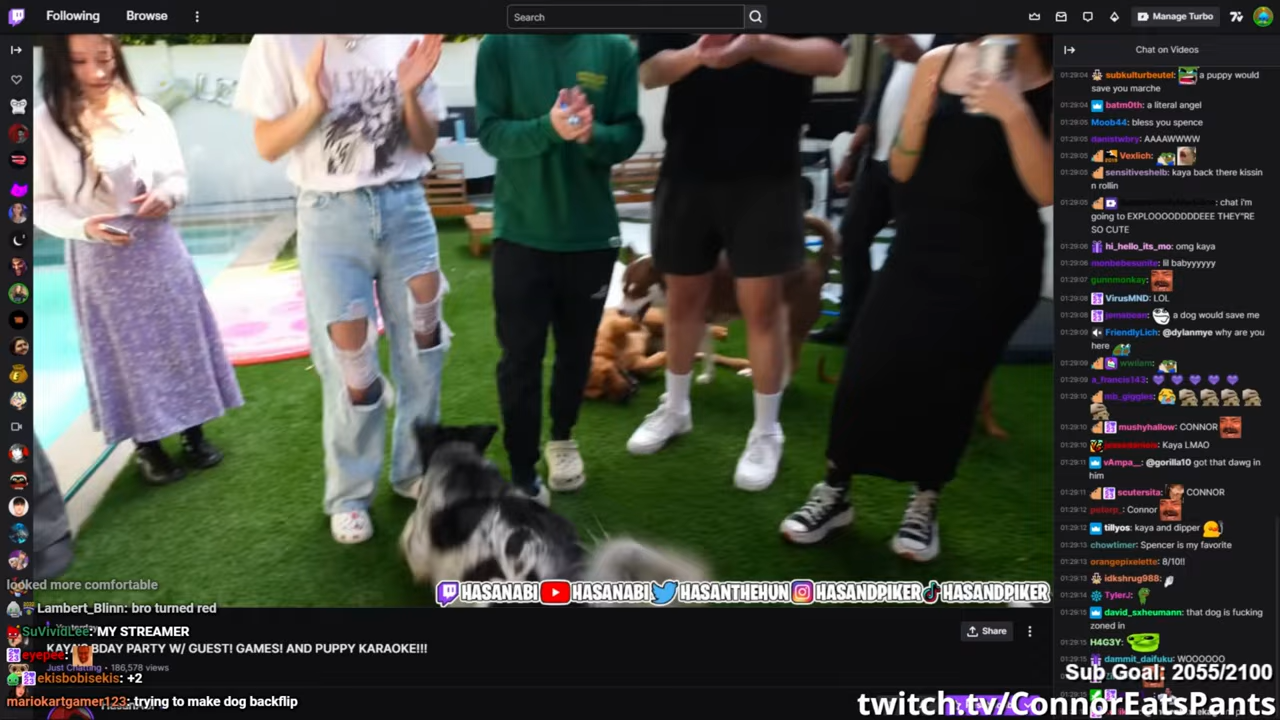 Following
Browse
Search
Manage Turbo
Chat on Videos
01:29:04 subkulturbeutel: a puppy would
save you marche
01:29:04 batm0th: a literal angel
01:29:05 Moob44: bless you spence
01:29:05 AAAAWWWW
01:29:05 Vexlich:
01:29:05 sensitiveshelb: kaya back there kissin
n rollin
01:29:05 : chat i'm
going to EXPLOOOODDDDEEE THEY"RE
SO CUTE
01:29:06 hi_hello_its_mo: omg kaya
01:29:06 monbebesunite: lil babyyyyyy
01:29:07 gunnmonkay:
01:29:08 VirusMND: LOL
01:29:08 a dog would save me
01:29:09 FriendlyLich: @dylanmye why are you
here
01:29:09 wwiiam:
01:29:09 a_francis143:
01:29:10 mb_giggles:
01:29:10 mushyhallow: CONNOR
01:29:10 Kaya LMAO
01:29:11 vAmpa__: @gorilla10 got that dawg in
him
01:29:11 scutersita: CONNOR
01:29:12 Connor
01:29:12 tillyos: kaya and dipper
01:29:13 chowtimer: Spencer is my favorite
01:29:13 orangepixelette: 8/10!!
01:29:13 idkshrug988:
01:29:14 TylerJ:
01:29:15 david_sxheumann: that dog is fucking
zoned in
01:29:15 H4G3Y:
dammit_daifuku: WOOOOOO
HASANABI HASANABI HASANTHEHUN HASANDPIKER HASANDPIKER
looked more comfortable
Lambert_Blinn: bro turned red
SuVividLee: MY STREAMER
Share
KAYA'S BDAY PARTY W/ GUEST! GAMES! AND PUPPY KARAOKE!!!
eyepee:
Just Chatting • 186,578 views
ekisbobisekis: +2
mariokartgamer123: trying to make dog backflip
Sub Goal: 2055/2100
twitch.tv/ConnorEatsPants